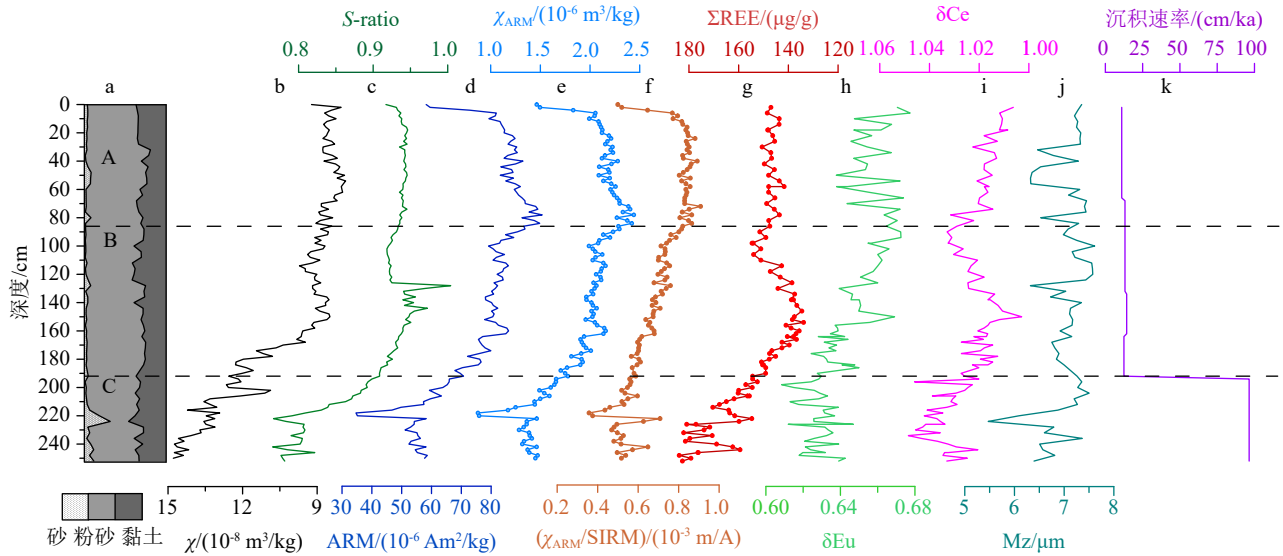 S-ratio χARM/(10⁻⁶ m³/kg) ΣREE/(μg/g) δCe 沉积速率/(cm/ka)
0.8 0.9 1.0 1.0 1.5 2.0 2.5 180 160 140 120 1.06 1.04 1.02 1.00 0 25 50 75 100
a b c d e f g h i j k
深度/cm
0
20
40
60
80
100
120
140
160
180
200
220
240
A
B
C
砂 粉砂 黏土
15 12 9 30 40 50 60 70 80 0.2 0.4 0.6 0.8 1.0 0.60 0.64 0.68 5 6 7 8
χ/(10⁻⁸ m³/kg) ARM/(10⁻⁶ Am²/kg) (χARM/SIRM)/(10⁻³ m/A) δEu Mz/μm